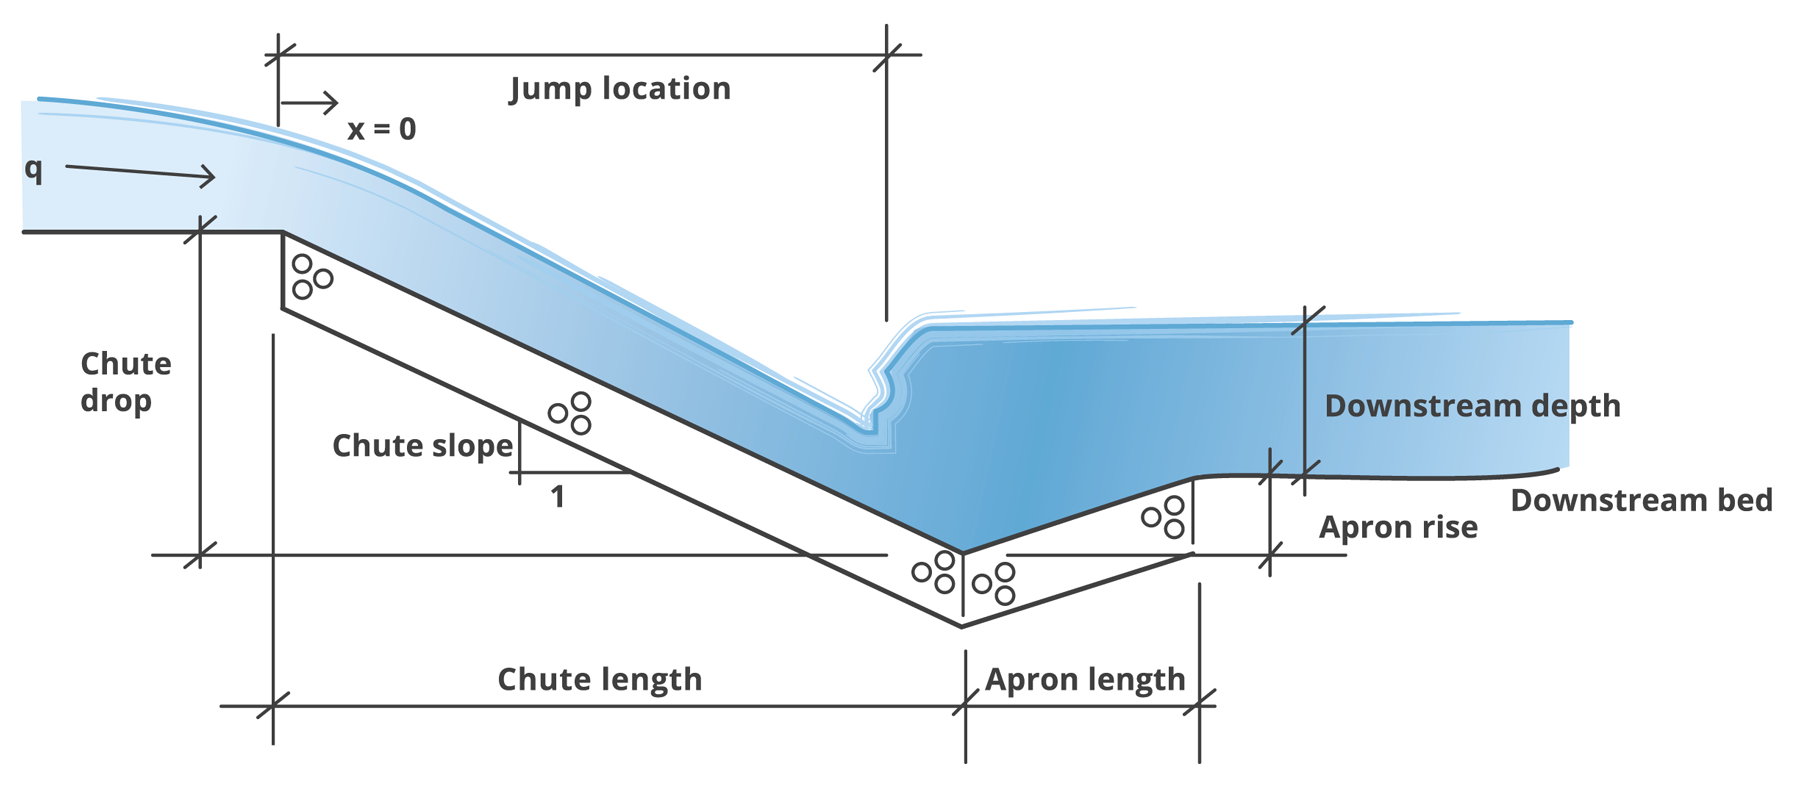 Jump location
x = 0
q
Chute
drop
Chute slope
1
Downstream depth
Downstream bed
Apron rise
Chute length
Apron length